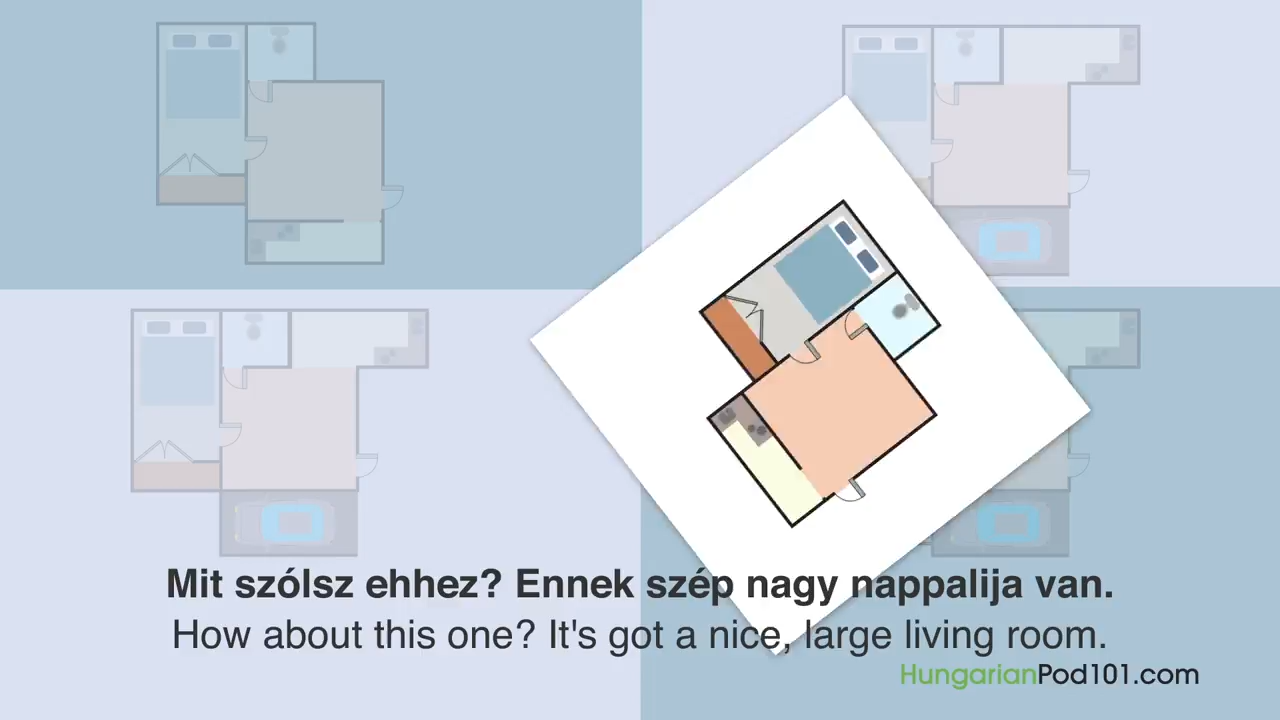 Mit szólsz ehhez? Ennek szép nagy nappalija van.
How about this one? It's got a nice, large living room.
HungarianPod101.com